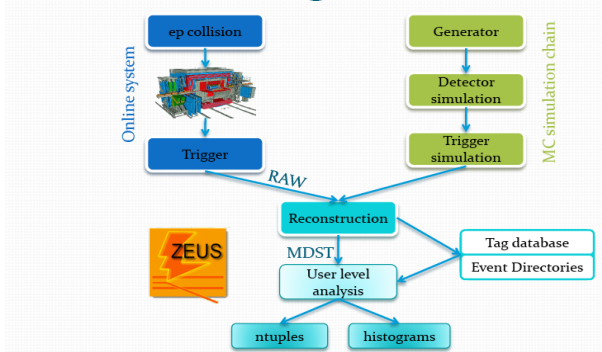 ep collision
Generator
Online system
Detector
simulation
MC simulation chain
Trigger
Trigger
simulation
RAW
Reconstruction
ZEUS
MDST
Tag database
Event Directories
User level
analysis
ntuples
histograms